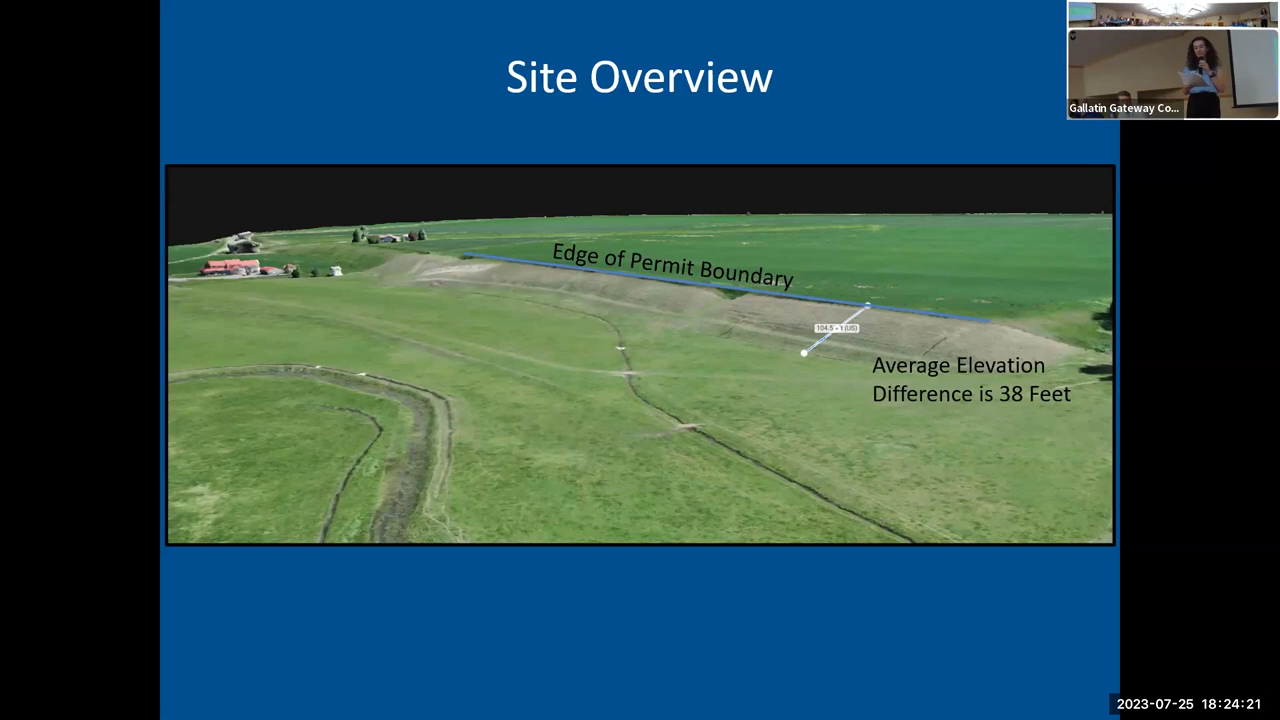 Site Overview
Gallatin Gateway Co...
Edge of Permit Boundary
Average Elevation
Difference is 38 Feet
2023-07-25 18:24:21